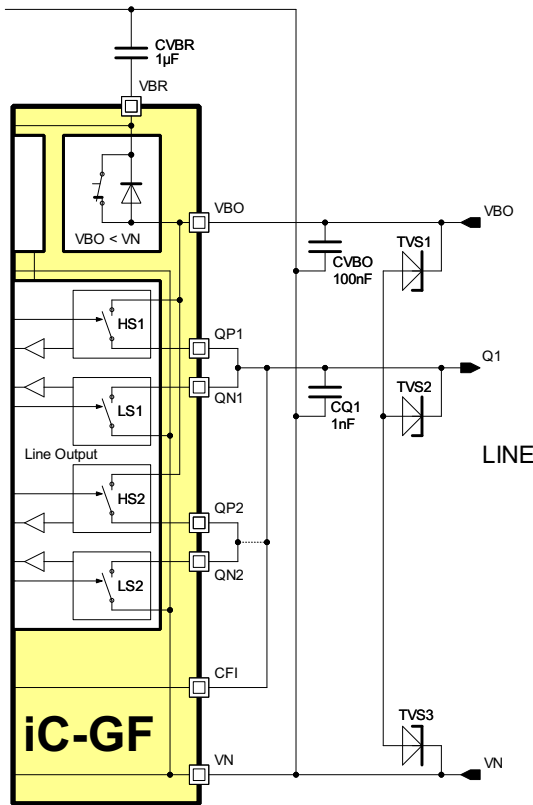 CVBR
1µF
VBR
VBO
VBO
VBO < VN
CVBO
100nF
TVS1
HS1
QP1
Q1
QN1
LS1
CQ1
1nF
TVS2
Line Output
LINE
HS2
QP2
QN2
LS2
CFI
iC-GF
TVS3
VN
VN